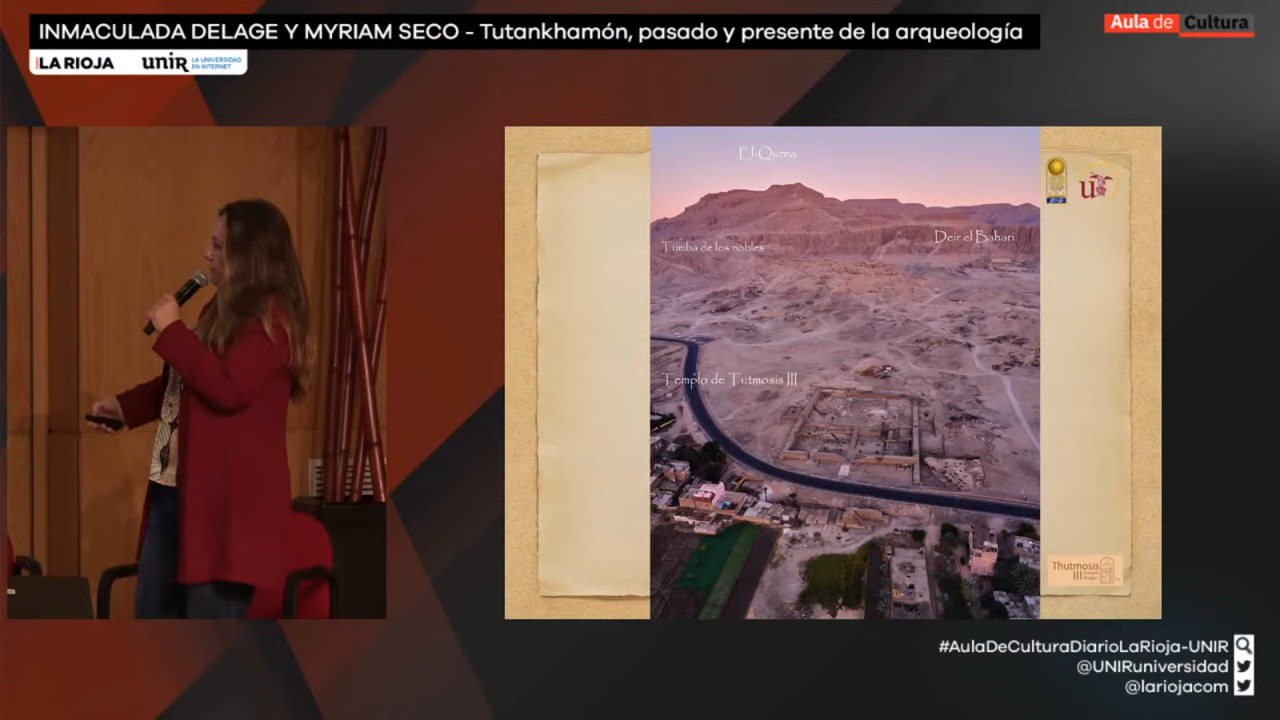 INMACULADA DELAGE Y MYRIAM SECO - Tutankhamón, pasado y presente de la arqueología
Aula de Cultura
LA RIOJA
unir LA UNIVERSIDAD
EN INTERNET
El-Qurna
Tumba de los nobles
Deir el Bahari
Templo de Tutmosis III
Thutmosis
III
#AulaDeCulturaDiarioLaRioja-UNIR
@UNIRuniversidad
@lariojacom